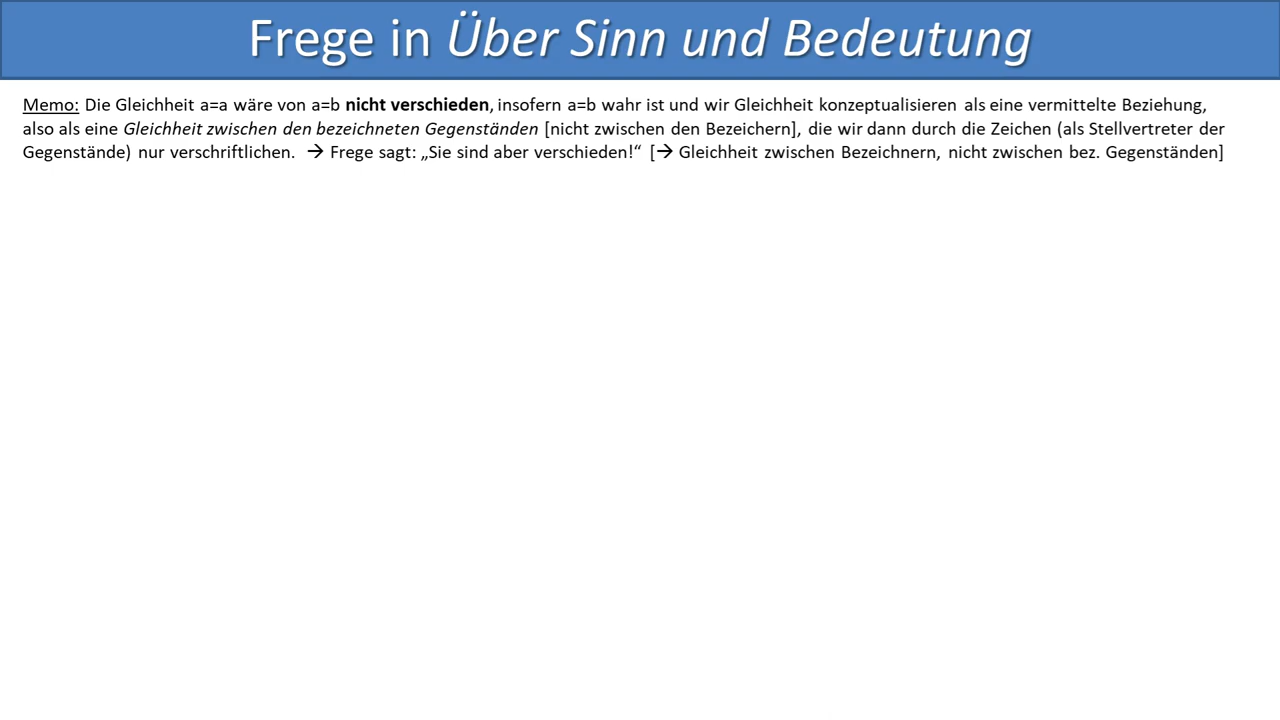 Frege in Über Sinn und Bedeutung
Memo: Die Gleichheit a=a wäre von a=b nicht verschieden, insofern a=b wahr ist und wir Gleichheit konzeptualisieren als eine vermittelte Beziehung,
also als eine Gleichheit zwischen den bezeichneten Gegenständen [nicht zwischen den Bezeichern], die wir dann durch die Zeichen (als Stellvertreter der
Gegenstände) nur verschriftlichen. → Frege sagt: „Sie sind aber verschieden!“ [→ Gleichheit zwischen Bezeichnern, nicht zwischen bez. Gegenständen]